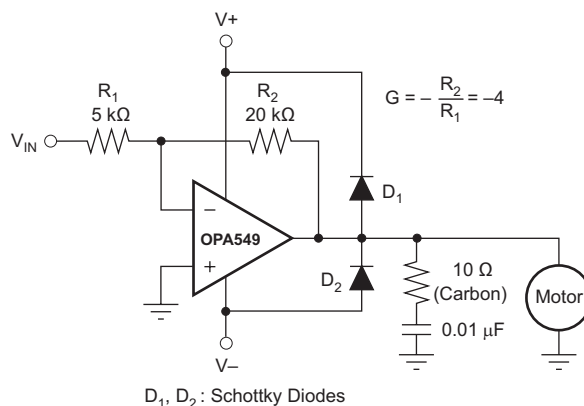 V+
R1
5 kΩ
R2
20 kΩ
G = – R2/R1 = –4
VIN
–
+
OPA549
D1
D2
10 Ω
(Carbon)
0.01 μF
Motor
V–
D1, D2 : Schottky Diodes